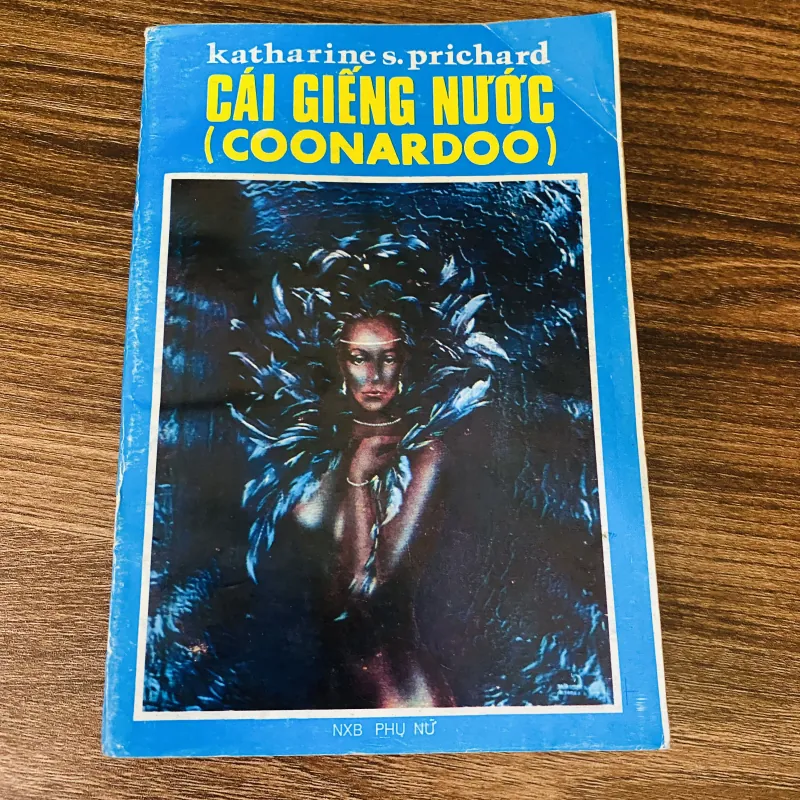 katharine s. prichard
CÁI GIẾNG NƯỚC
(COONARDOO)
NXB PHỤ NỮ